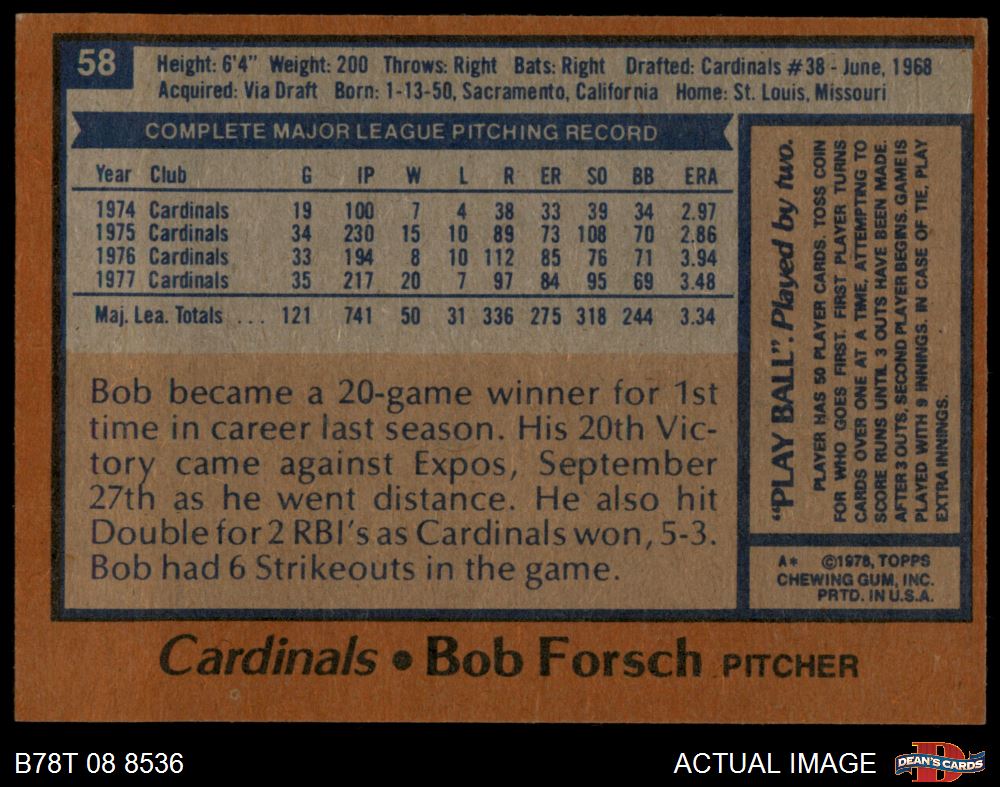 58
Height: 6'4" Weight: 200 Throws: Right Bats: Right Drafted: Cardinals #38 - June, 1968
Acquired: Via Draft Born: 1-13-50, Sacramento, California Home: St. Louis, Missouri
COMPLETE MAJOR LEAGUE PITCHING RECORD
Year Club G IP W L R ER SO BB ERA
1974 Cardinals 19 100 7 4 38 33 39 34 2.97
1975 Cardinals 34 230 15 10 89 73 108 70 2.86
1976 Cardinals 33 194 8 10 112 85 76 71 3.94
1977 Cardinals 35 217 20 7 97 84 95 69 3.48
Maj. Lea. Totals ... 121 741 50 31 336 275 318 244 3.34
Bob became a 20-game winner for 1st
time in career last season. His 20th Vic-
tory came against Expos, September
27th as he went distance. He also hit
Double for 2 RBI's as Cardinals won, 5-3.
Bob had 6 Strikeouts in the game.
"PLAY BALL". Played by two.
PLAYER HAS 50 PLAYER CARDS. TOSS COIN
FOR WHO GOES FIRST. FIRST PLAYER TURNS
CARDS OVER ONE AT A TIME, ATTEMPTING TO
SCORE RUNS UNTIL 3 OUTS HAVE BEEN MADE.
AFTER 3 OUTS, SECOND PLAYER BEGINS. GAME IS
PLAYED WITH 9 INNINGS. IN CASE OF TIE, PLAY
EXTRA INNINGS.
A* ©1978, TOPPS
CHEWING GUM, INC.
PRTD. IN U.S.A.
Cardinals • Bob Forsch PITCHER
B78T 08 8536
ACTUAL IMAGE
D
DEAN'S CARDS